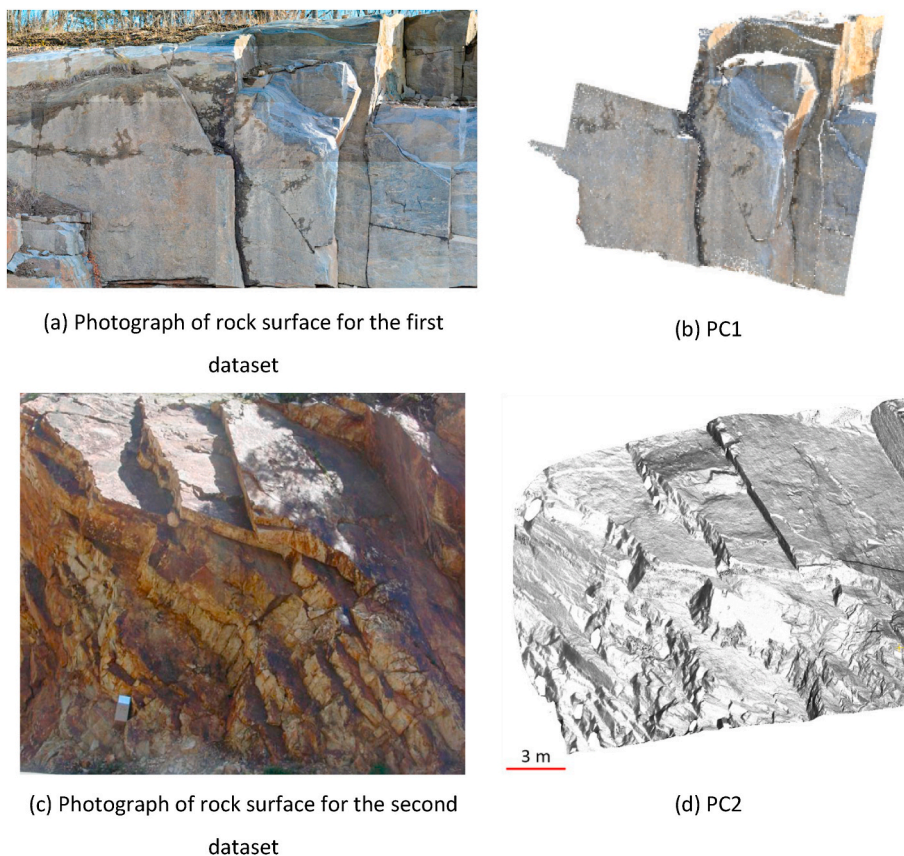 (a) Photograph of rock surface for the first
dataset
(b) PC1
3 m
(c) Photograph of rock surface for the second
dataset
(d) PC2